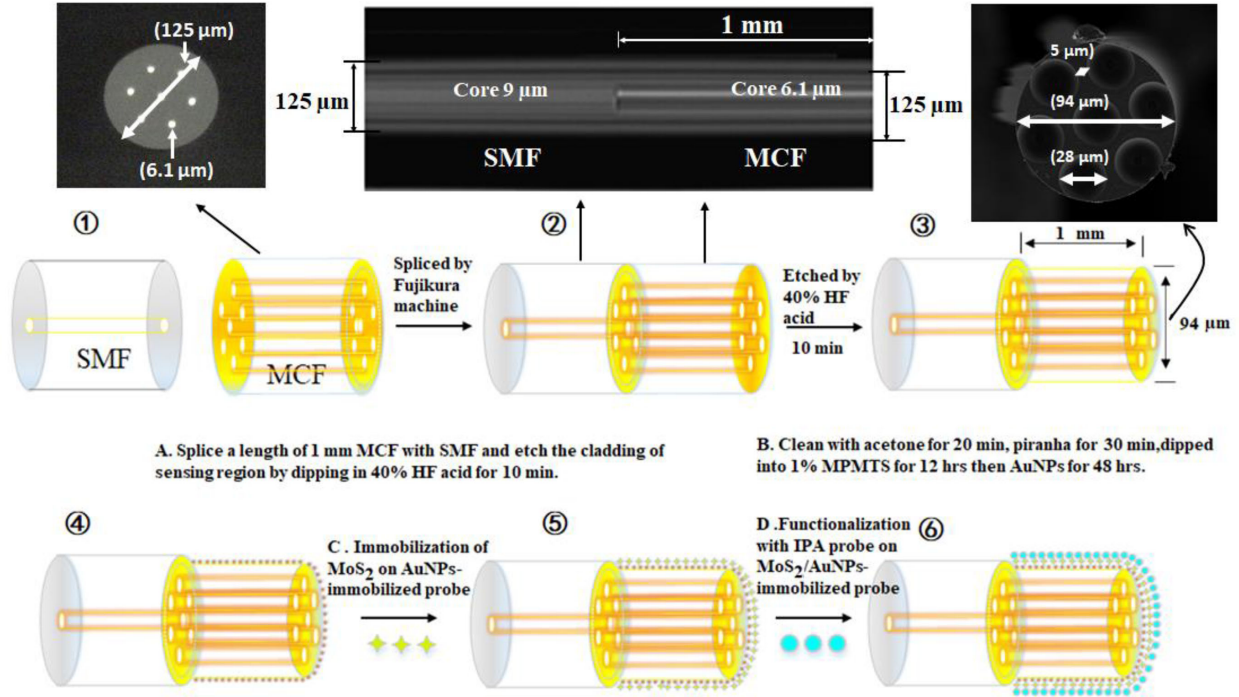 (125 µm)
(6.1 µm)
1 mm
Core 9 µm
Core 6.1 µm
125 µm
125 µm
SMF
MCF
5 µm)
(94 µm)
(28 µm)
①
②
③
SMF
MCF
Spliced by
Fujikura
machine
Etched by
40% HF
acid
10 min
1 mm
94 µm
A. Splice a length of 1 mm MCF with SMF and etch the cladding of
sensing region by dipping in 40% HF acid for 10 min.
B. Clean with acetone for 20 min, piranha for 30 min,dipped
into 1% MPMTS for 12 hrs then AuNPs for 48 hrs.
④
⑤
⑥
C . Immobilization of
MoS₂ on AuNPs-
immobilized probe
D .Functionalization
with IPA probe on
MoS₂/AuNPs-
immobilized probe